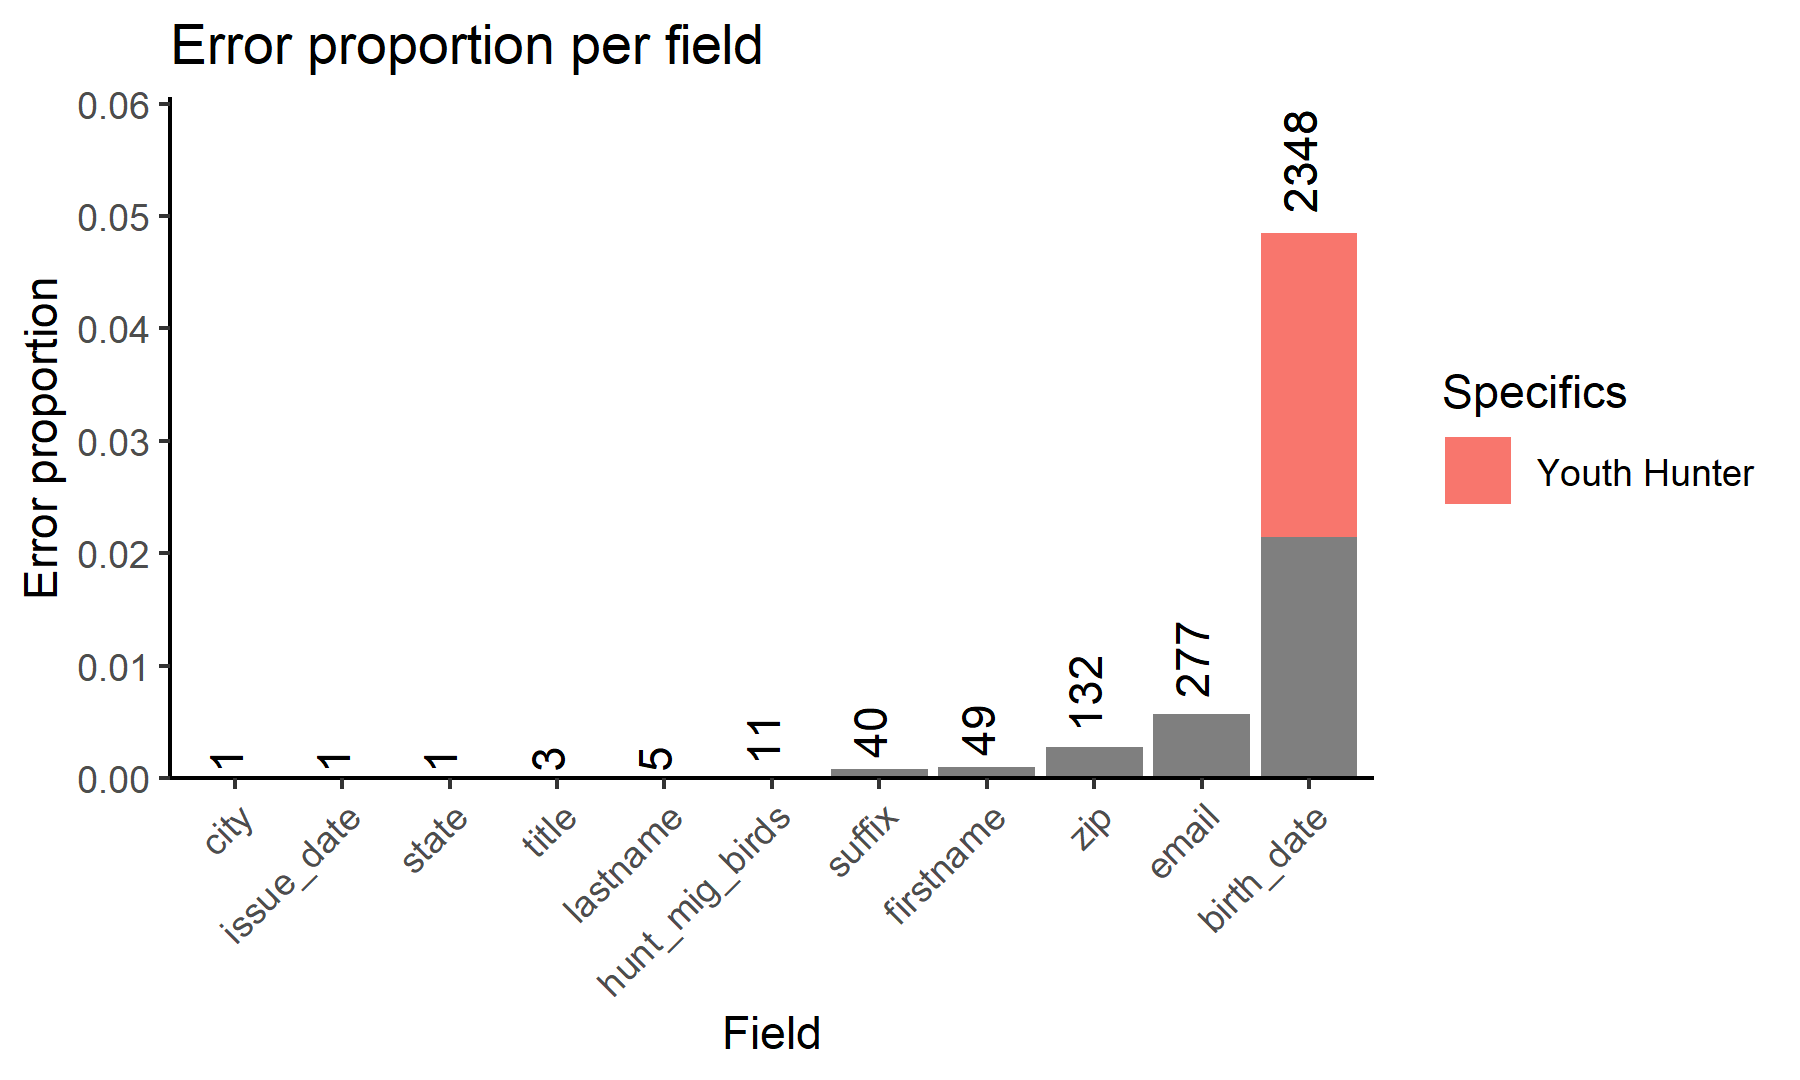 Error proportion per field
Error proportion
0.06
0.05
0.04
0.03
0.02
0.01
0.00
1
1
1
3
5
11
40
49
132
277
2348
city
issue_date
state
title
lastname
hunt_mig_birds
suffix
firstname
zip
email
birth_date
Field
Specifics
Youth Hunter